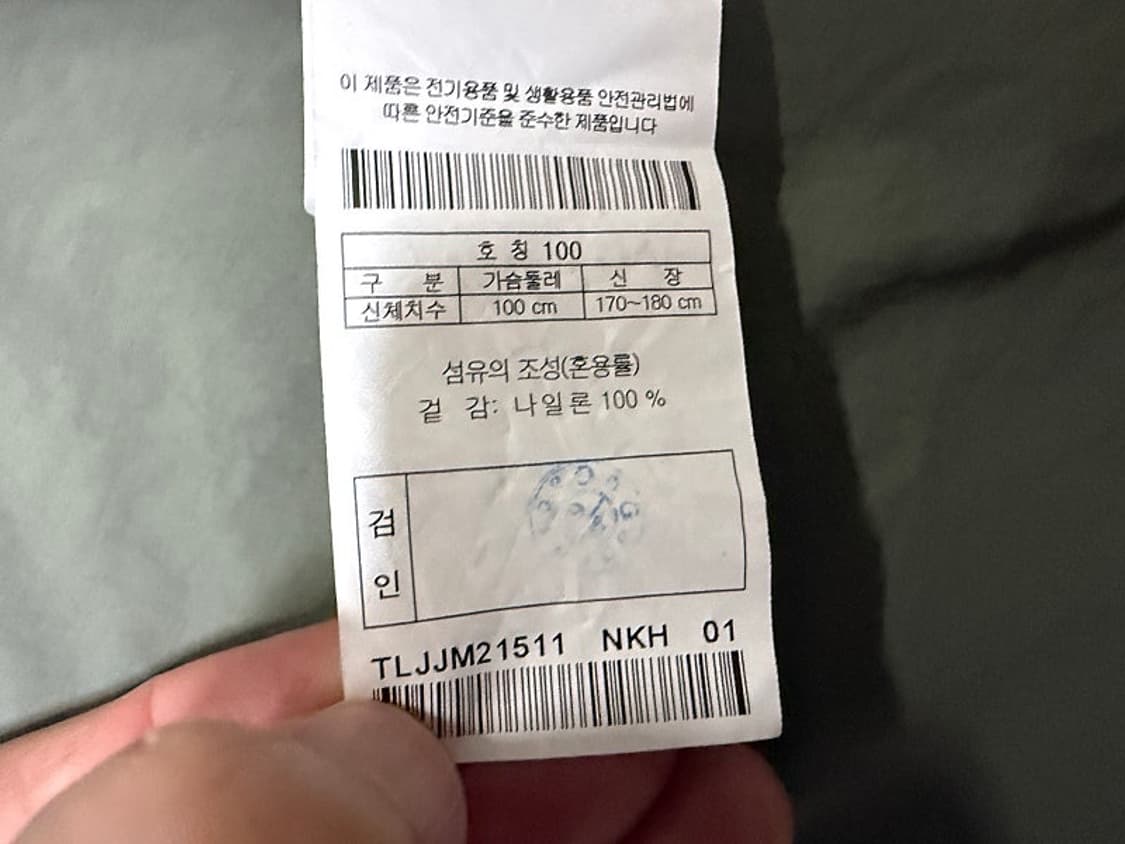 이 제품은 전기용품 및 생활용품 안전관리법에
따른 안전기준을 준수한 제품입니다
호 칭 100
구 분 가슴둘레 신 장
신체치수 100 cm 170~180 cm
섬유의 조성(혼용률)
겉 감: 나일론 100 %
검
인
TLJJM21511 NKH 01